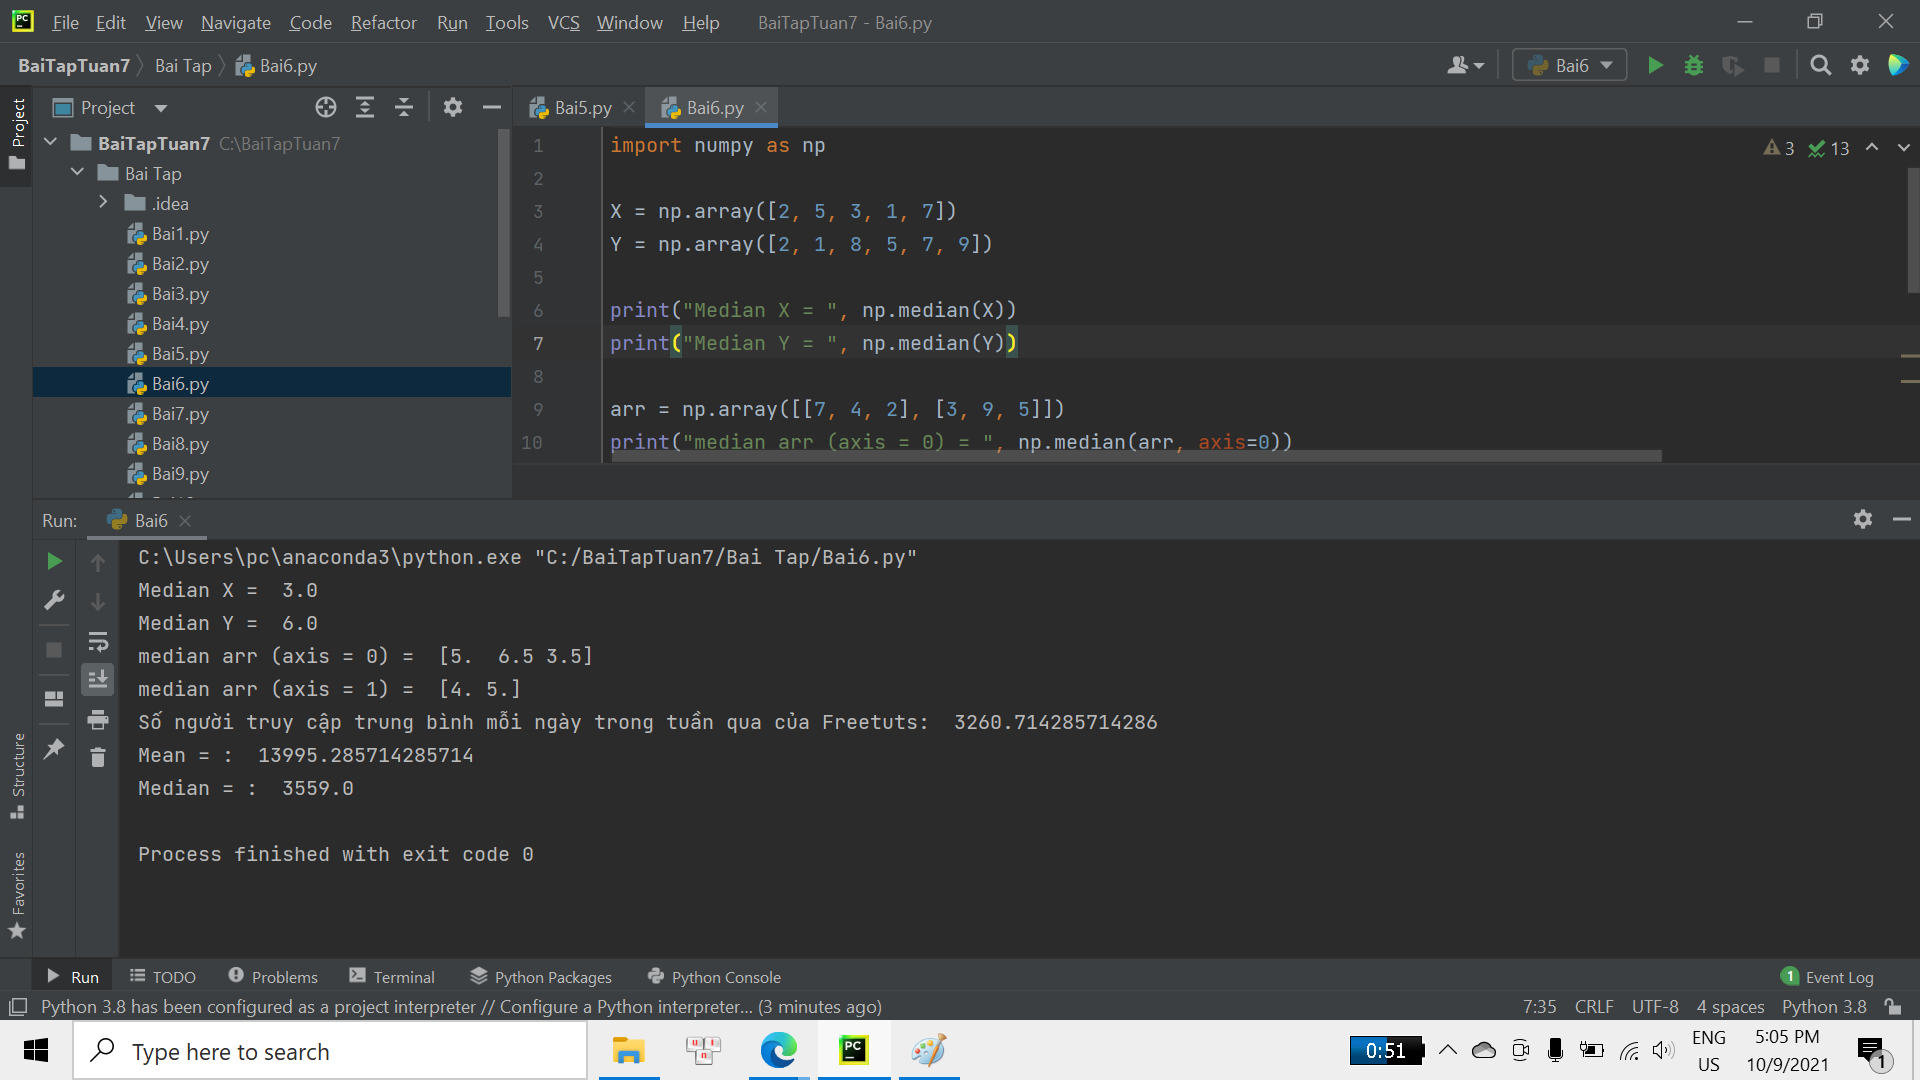 File Edit View Navigate Code Refactor Run Tools VCS Window Help BaiTapTuan7 - Bai6.py
BaiTapTuan7 Bai Tap Bai6.py
Bai6
Project
Project
Bai5.py
Bai6.py
BaiTapTuan7 C:\BaiTapTuan7
Bai Tap
.idea
Bai1.py
Bai2.py
Bai3.py
Bai4.py
Bai5.py
Bai6.py
Bai7.py
Bai8.py
Bai9.py
3 13
1 import numpy as np
2
3 X = np.array([2, 5, 3, 1, 7])
4 Y = np.array([2, 1, 8, 5, 7, 9])
5
6 print("Median X = ", np.median(X))
7 print("Median Y = ", np.median(Y))
8
9 arr = np.array([[7, 4, 2], [3, 9, 5]])
10 print("median arr (axis = 0) = ", np.median(arr, axis=0))
Run: Bai6
C:\Users\pc\anaconda3\python.exe "C:/BaiTapTuan7/Bai Tap/Bai6.py"
Median X =  3.0
Median Y =  6.0
median arr (axis = 0) =  [5.  6.5 3.5]
median arr (axis = 1) =  [4. 5.]
Số người truy cập trung bình mỗi ngày trong tuần qua của Freetuts:  3260.714285714286
Mean = :  13995.285714285714
Median = :  3559.0
Process finished with exit code 0
Structure
Favorites
Run TODO Problems Terminal Python Packages Python Console 1 Event Log
Python 3.8 has been configured as a project interpreter // Configure a Python interpreter... (3 minutes ago) 7:35 CRLF UTF-8 4 spaces Python 3.8
Type here to search
0:51
ENG
US
5:05 PM
10/9/2021
1